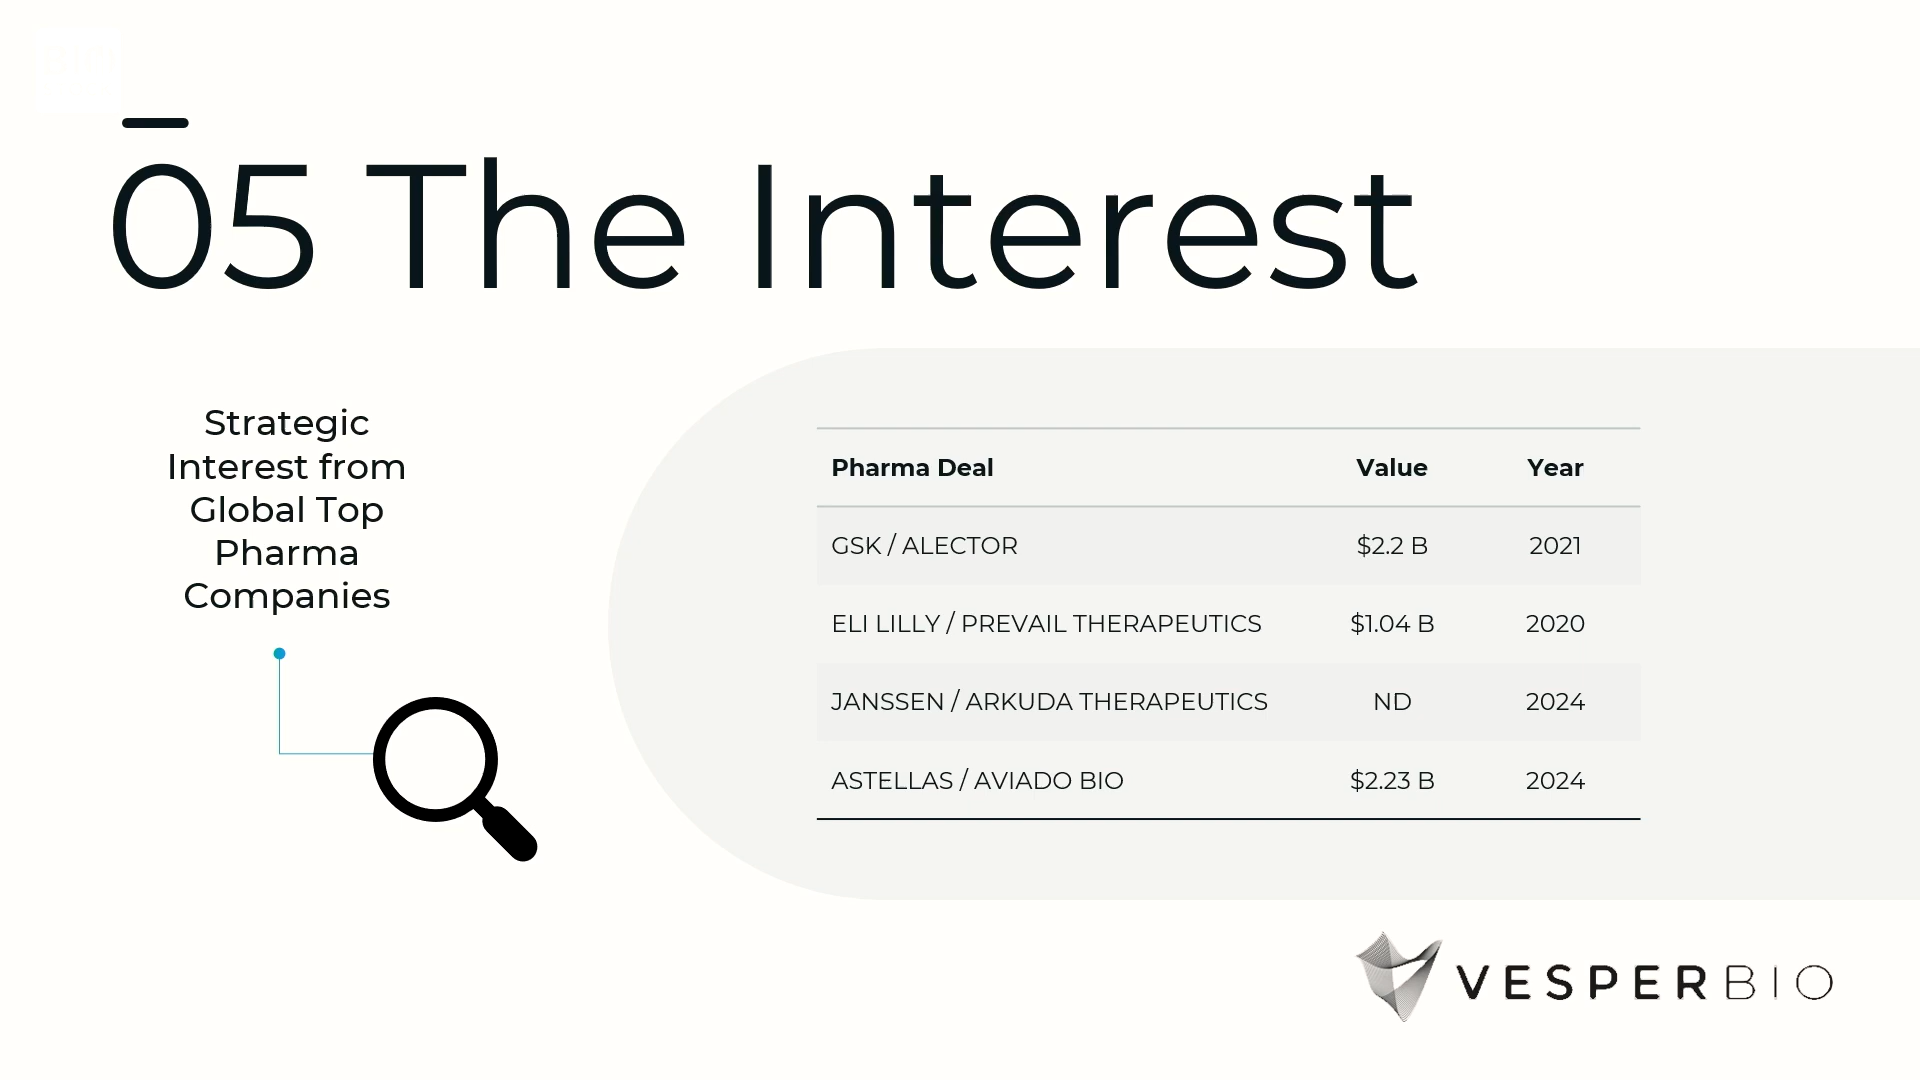 05 The Interest
Strategic
Interest from
Global Top
Pharma
Companies
Pharma Deal Value Year
GSK / ALECTOR $2.2 B 2021
ELI LILLY / PREVAIL THERAPEUTICS $1.04 B 2020
JANSSEN / ARKUDA THERAPEUTICS ND 2024
ASTELLAS / AVIADO BIO $2.23 B 2024
VESPERBIO